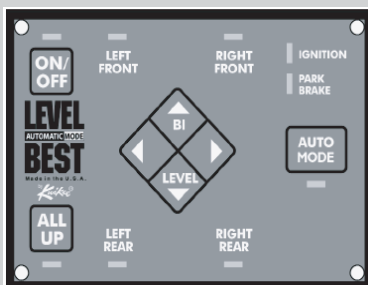 ON/
OFF
LEFT
FRONT
RIGHT
FRONT
IGNITION
PARK
BRAKE
LEVEL
AUTOMATIC MODE
BEST
Made in the U.S.A.
Kwikee
BI
LEVEL
AUTO
MODE
ALL
UP
LEFT
REAR
RIGHT
REAR